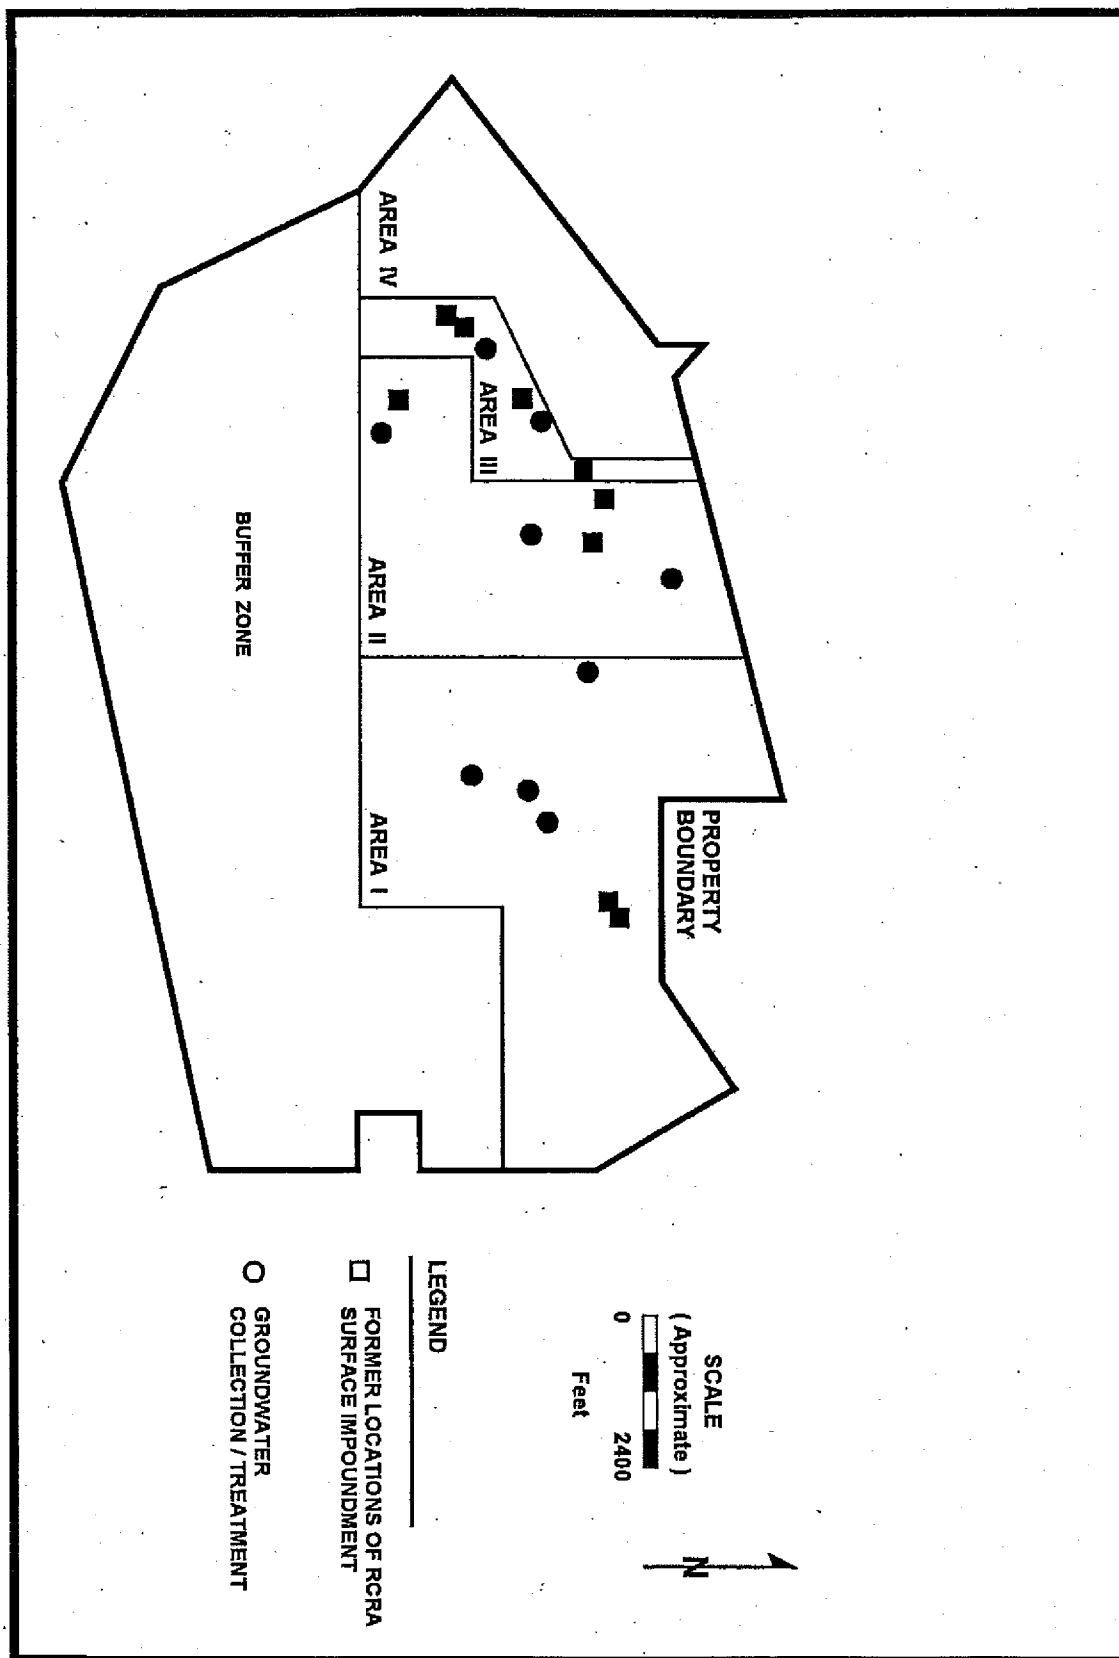 AREA IV
AREA III
AREA II
AREA I
BUFFER ZONE
PROPERTY
BOUNDARY
SCALE
( Approximate )
0 2400
Feet
N
LEGEND
FORMER LOCATIONS OF RCRA
SURFACE IMPOUNDMENT
GROUNDWATER
COLLECTION / TREATMENT